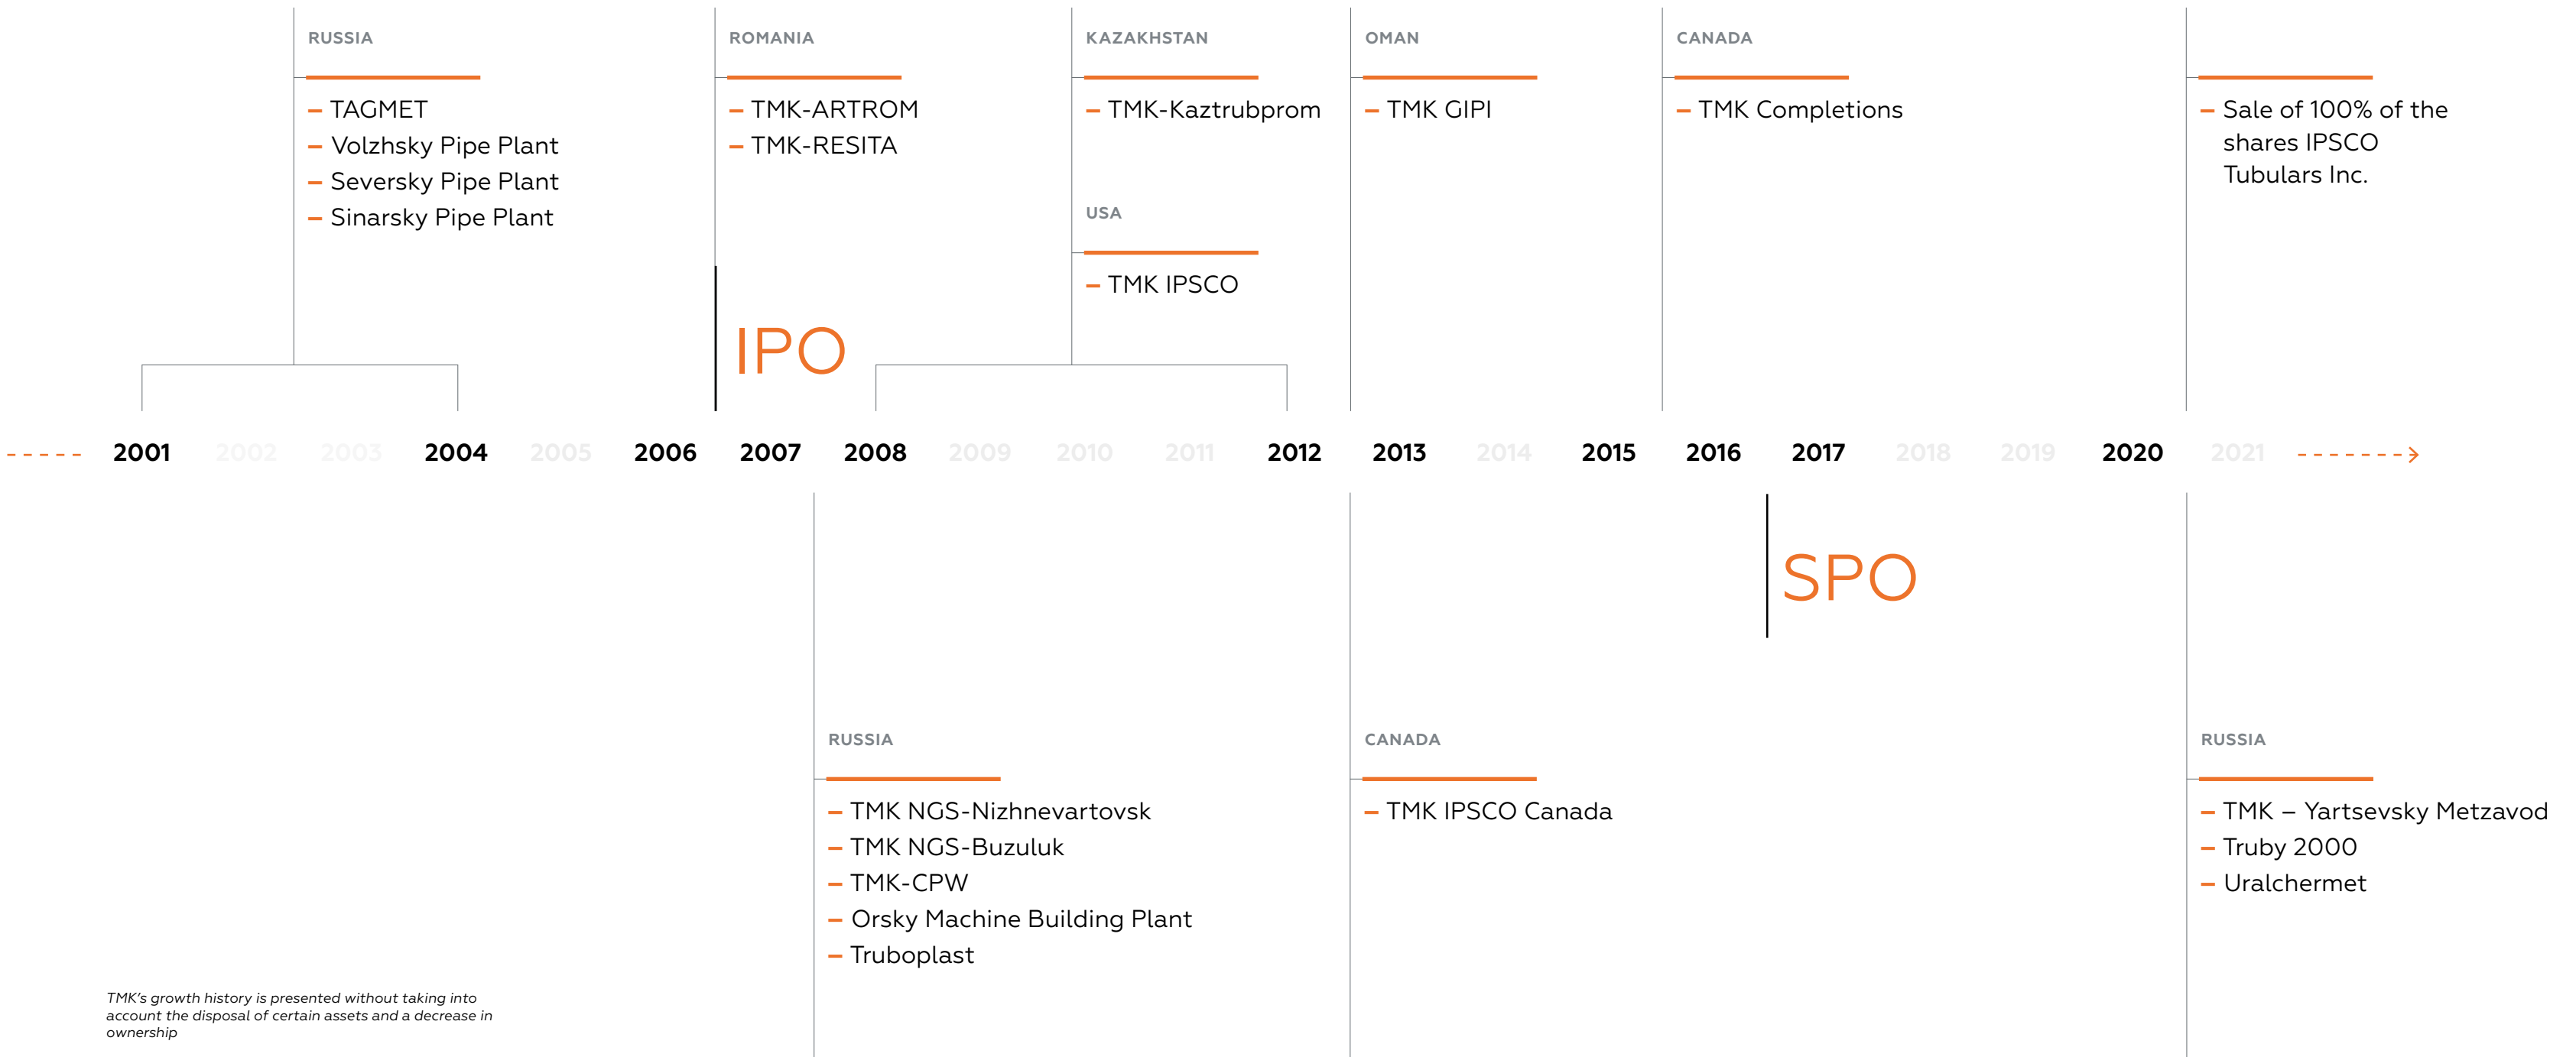 RUSSIA
– TAGMET
– Volzhsky Pipe Plant
– Seversky Pipe Plant
– Sinarsky Pipe Plant
ROMANIA
– TMK-ARTROM
– TMK-RESITA
IPO
KAZAKHSTAN
– TMK-Kaztrubprom
USA
– TMK IPSCO
OMAN
– TMK GIPI
CANADA
– TMK Completions
– Sale of 100% of the
shares IPSCO
Tubulars Inc.
2001 2002 2003 2004 2005 2006 2007 2008 2009 2010 2011 2012 2013 2014 2015 2016 2017 2018 2019 2020 2021
SPO
RUSSIA
– TMK NGS-Nizhnevartovsk
– TMK NGS-Buzuluk
– TMK-CPW
– Orsky Machine Building Plant
– Truboplast
CANADA
– TMK IPSCO Canada
RUSSIA
– TMK – Yartsevsky Metzavod
– Truby 2000
– Uralchermet
TMK's growth history is presented without taking into
account the disposal of certain assets and a decrease in
ownership